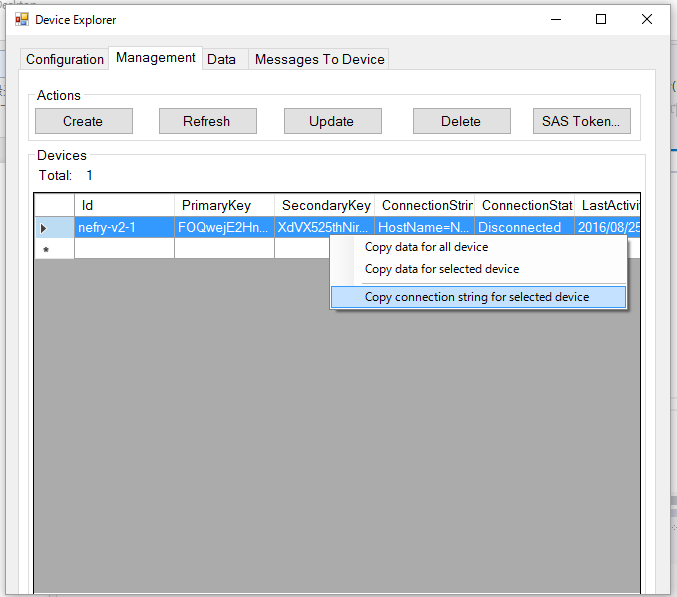 Device Explorer
Configuration Management Data Messages To Device
Actions
Create Refresh Update Delete SAS Token...
Devices
Total: 1
Id PrimaryKey SecondaryKey ConnectionStrin ConnectionStat LastActivi
nefry-v2-1 FOQwejE2Hn... XdVX525thNir... HostName=N... Disconnected 2016/08/25
Copy data for all device
Copy data for selected device
Copy connection string for selected device